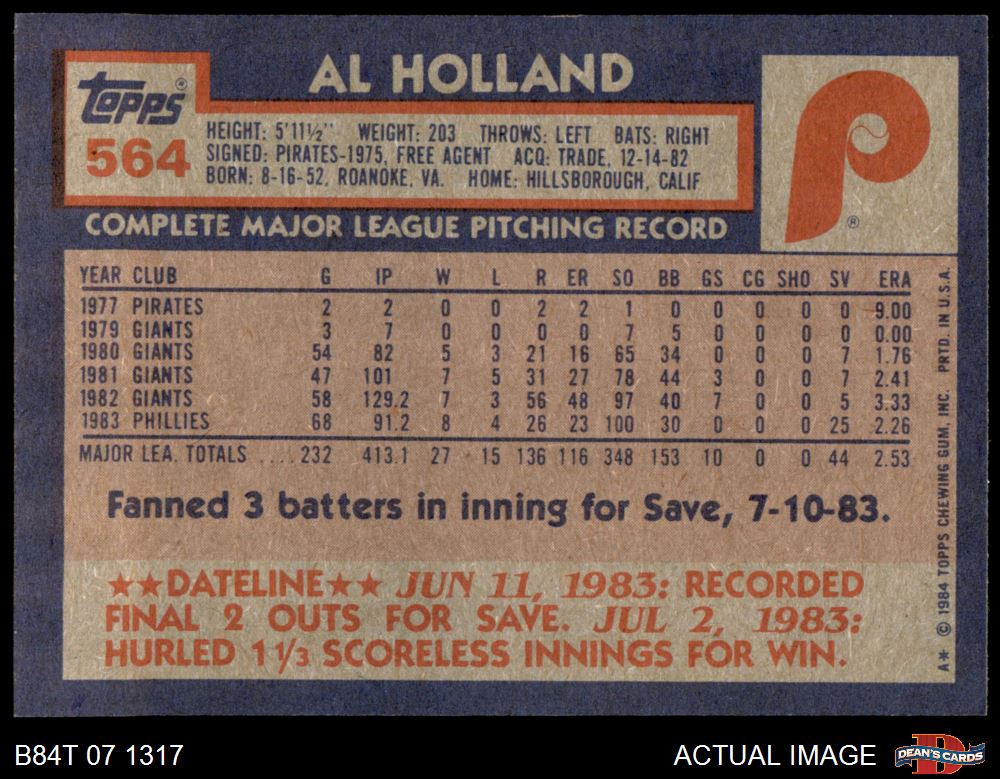 AL HOLLAND
TOPPS®
564
HEIGHT: 5'11½" WEIGHT: 203 THROWS: LEFT BATS: RIGHT
SIGNED: PIRATES-1975, FREE AGENT ACQ: TRADE, 12-14-82
BORN: 8-16-52, ROANOKE, VA. HOME: HILLSBOROUGH, CALIF
P ®
COMPLETE MAJOR LEAGUE PITCHING RECORD
YEAR CLUB G IP W L R ER SO BB GS CG SHO SV ERA
1977 PIRATES 2 2 0 0 2 2 1 0 0 0 0 0 9.00
1979 GIANTS 3 7 0 0 0 0 7 5 0 0 0 0 0.00
1980 GIANTS 54 82 5 3 21 16 65 34 0 0 0 7 1.76
1981 GIANTS 47 101 7 5 31 27 78 44 3 0 0 7 2.41
1982 GIANTS 58 129.2 7 3 56 48 97 40 7 0 0 5 3.33
1983 PHILLIES 68 91.2 8 4 26 23 100 30 0 0 0 25 2.26
MAJOR LEA. TOTALS .... 232 413.1 27 15 136 116 348 153 10 0 0 44 2.53
Fanned 3 batters in inning for Save, 7-10-83.
★★DATELINE★★ JUN 11, 1983: RECORDED
FINAL 2 OUTS FOR SAVE. JUL 2, 1983:
HURLED 1⅓ SCORELESS INNINGS FOR WIN.
A* © 1984 TOPPS CHEWING GUM, INC. PRTD. IN U.S.A.
B84T 07 1317
ACTUAL IMAGE
D
DEAN'S CARDS